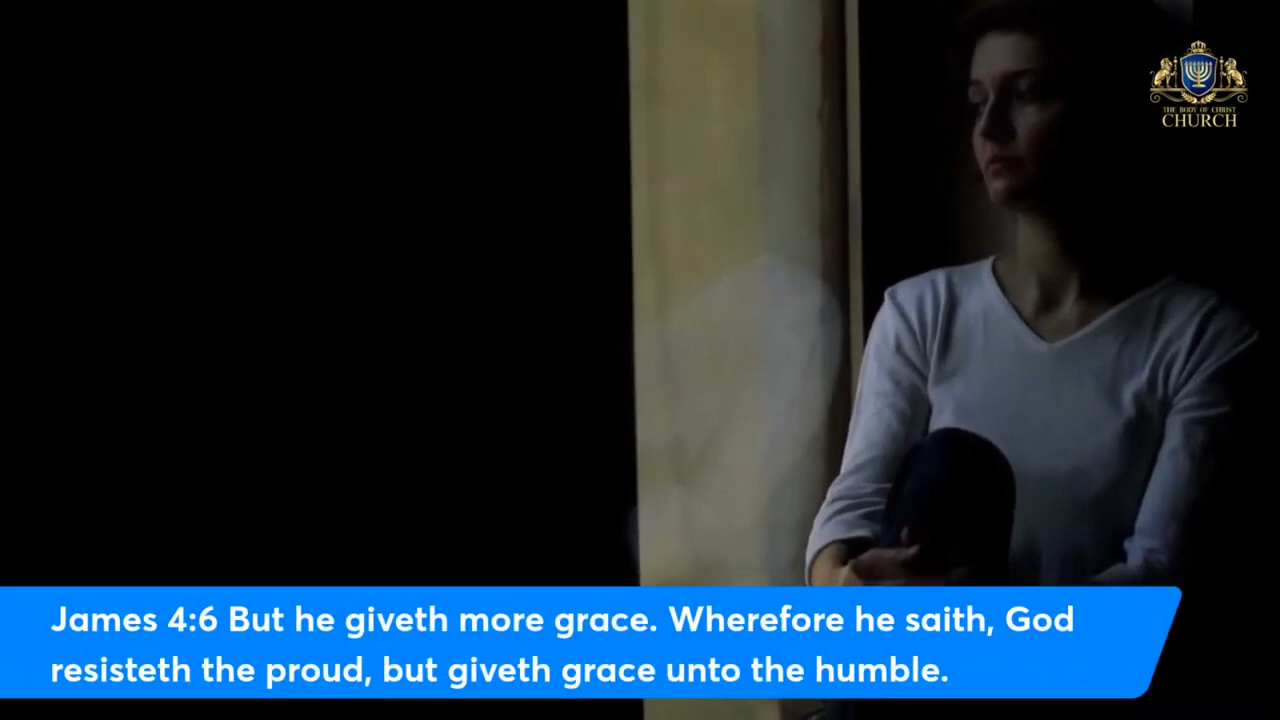 THE BODY OF CHRIST
CHURCH
James 4:6 But he giveth more grace. Wherefore he saith, God
resisteth the proud, but giveth grace unto the humble.